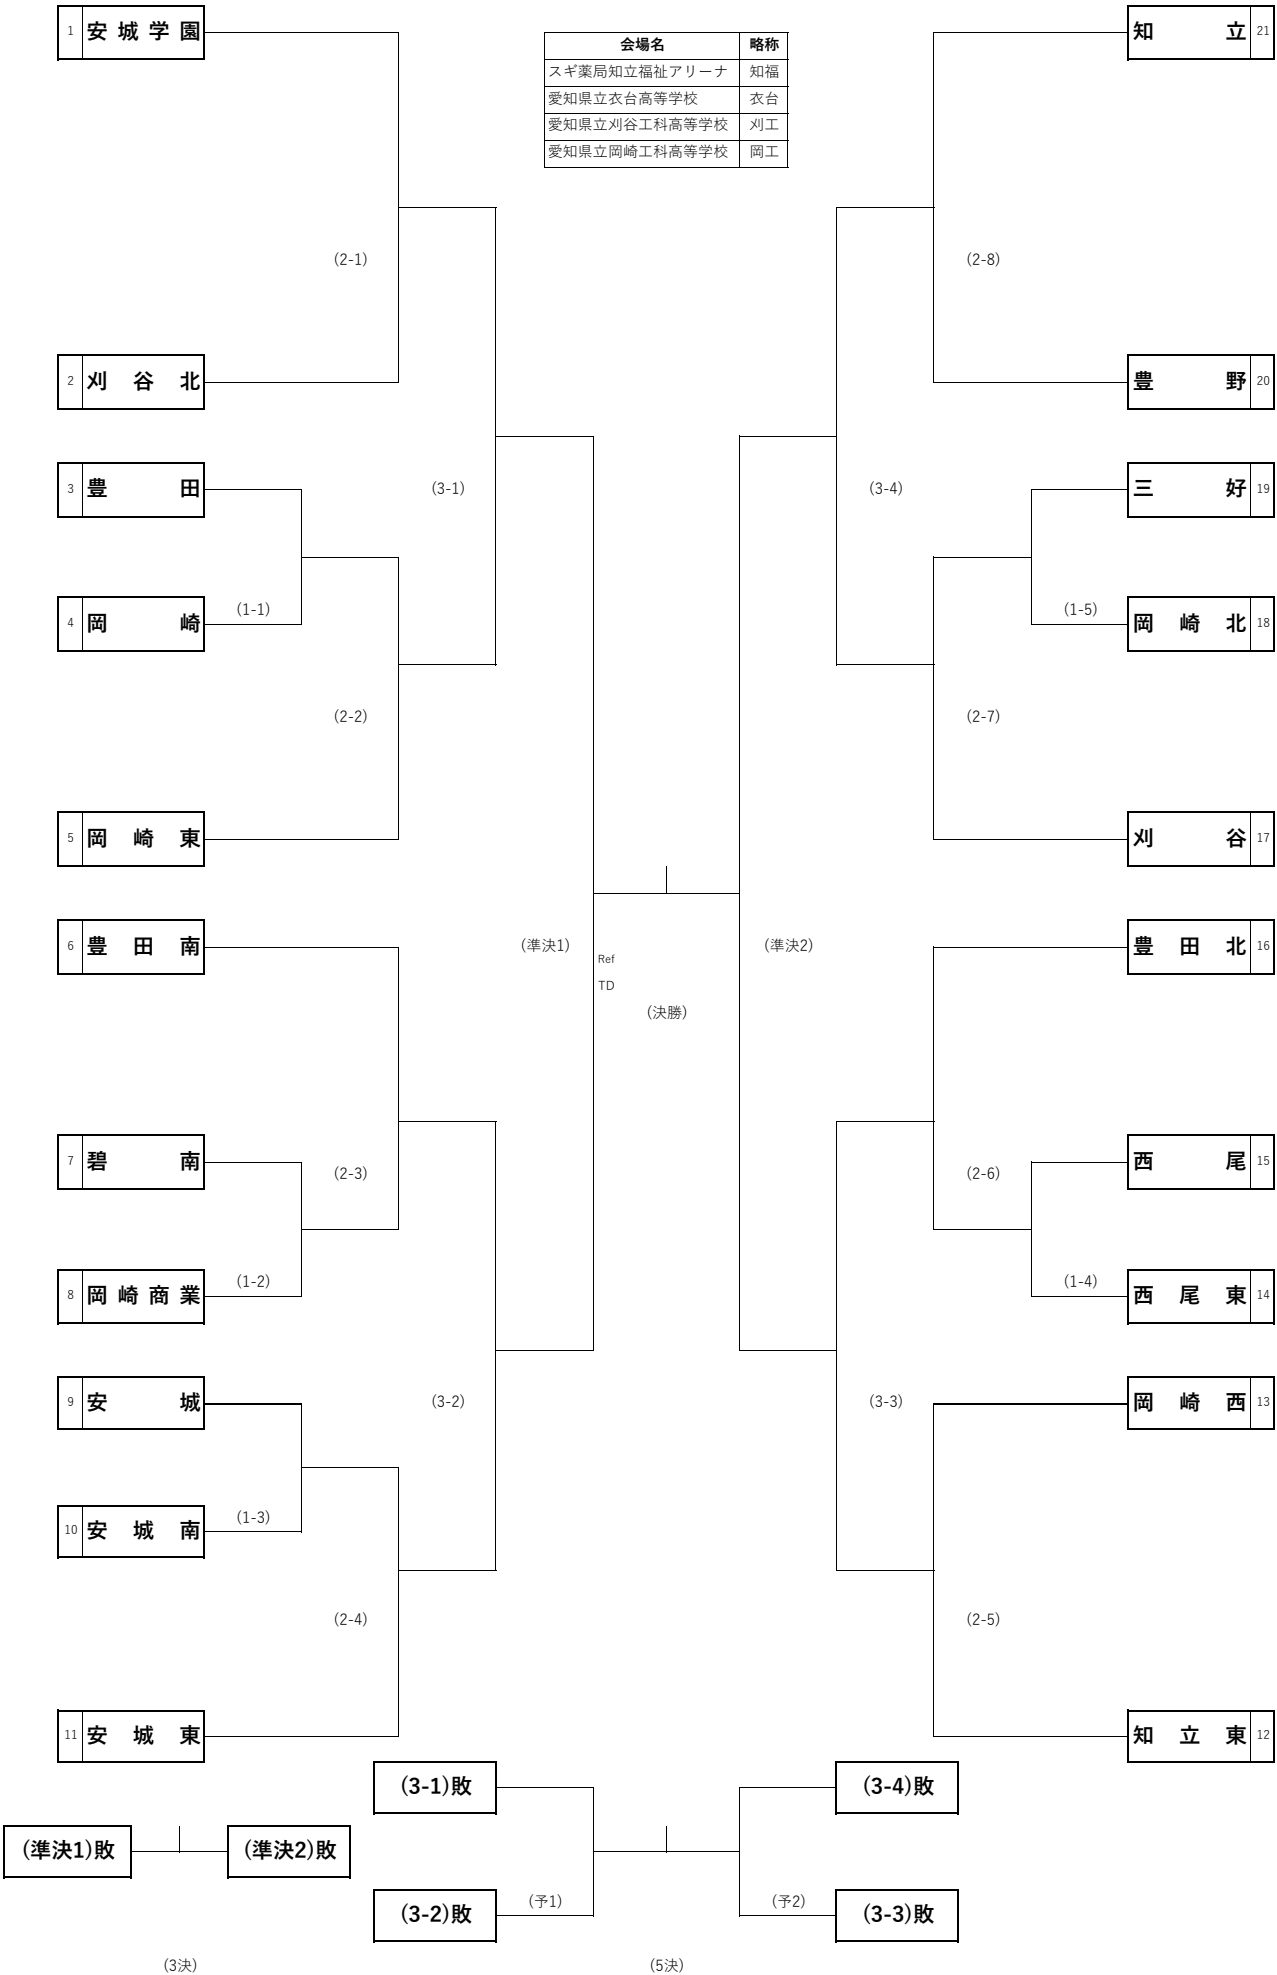 1 安城学園
知立 21
会場名 略称
スギ薬局知立福祉アリーナ 知福
愛知県立衣台高等学校 衣台
愛知県立刈谷工科高等学校 刈工
愛知県立岡崎工科高等学校 岡工
(2-1)
(2-8)
2 刈谷北
豊野 20
3 豊田
(3-1)
(3-4)
三好 19
4 岡崎
(1-1)
(1-5)
岡崎北 18
(2-2)
(2-7)
5 岡崎東
刈谷 17
6 豊田南
(準決1)
(準決2)
豊田北 16
Ref
TD
(決勝)
7 碧南
(2-3)
(2-6)
西尾 15
8 岡崎商業
(1-2)
(1-4)
西尾東 14
9 安城
(3-2)
(3-3)
岡崎西 13
10 安城南
(1-3)
(2-4)
(2-5)
11 安城東
知立東 12
(3-1)敗
(3-4)敗
(準決1)敗
(準決2)敗
(3-2)敗
(予1)
(予2)
(3-3)敗
(3決)
(5決)